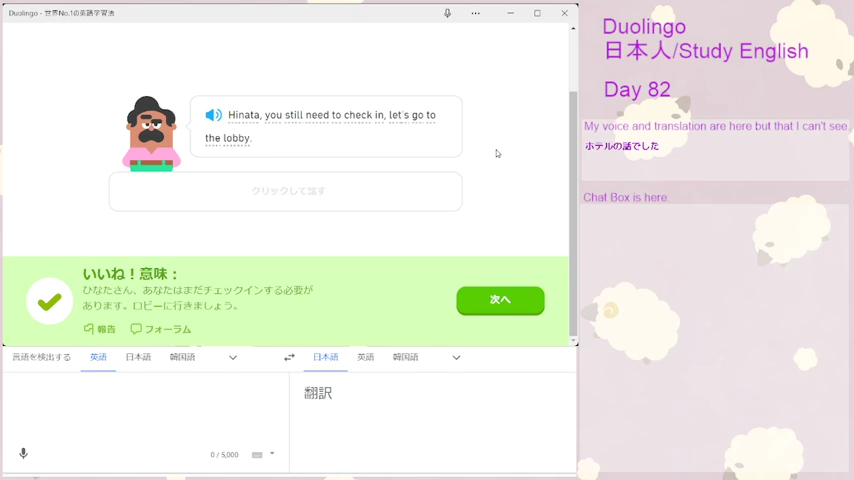 Duolingo - 世界No.1の英語学習法
Hinata, you still need to check in, let's go to
the lobby.
クリックして話す
いいね！意味：
ひなたさん、あなたはまだチェックインする必要が
あります。ロビーに行きましょう。
報告 フォーラム
次へ
言語を検出する 英語 日本語 韓国語
日本語 英語 韓国語
翻訳
0 / 5,000
Duolingo
日本人/Study English
Day 82
My voice and translation are here but that I can't see
ホテルの話でした
Chat Box is here